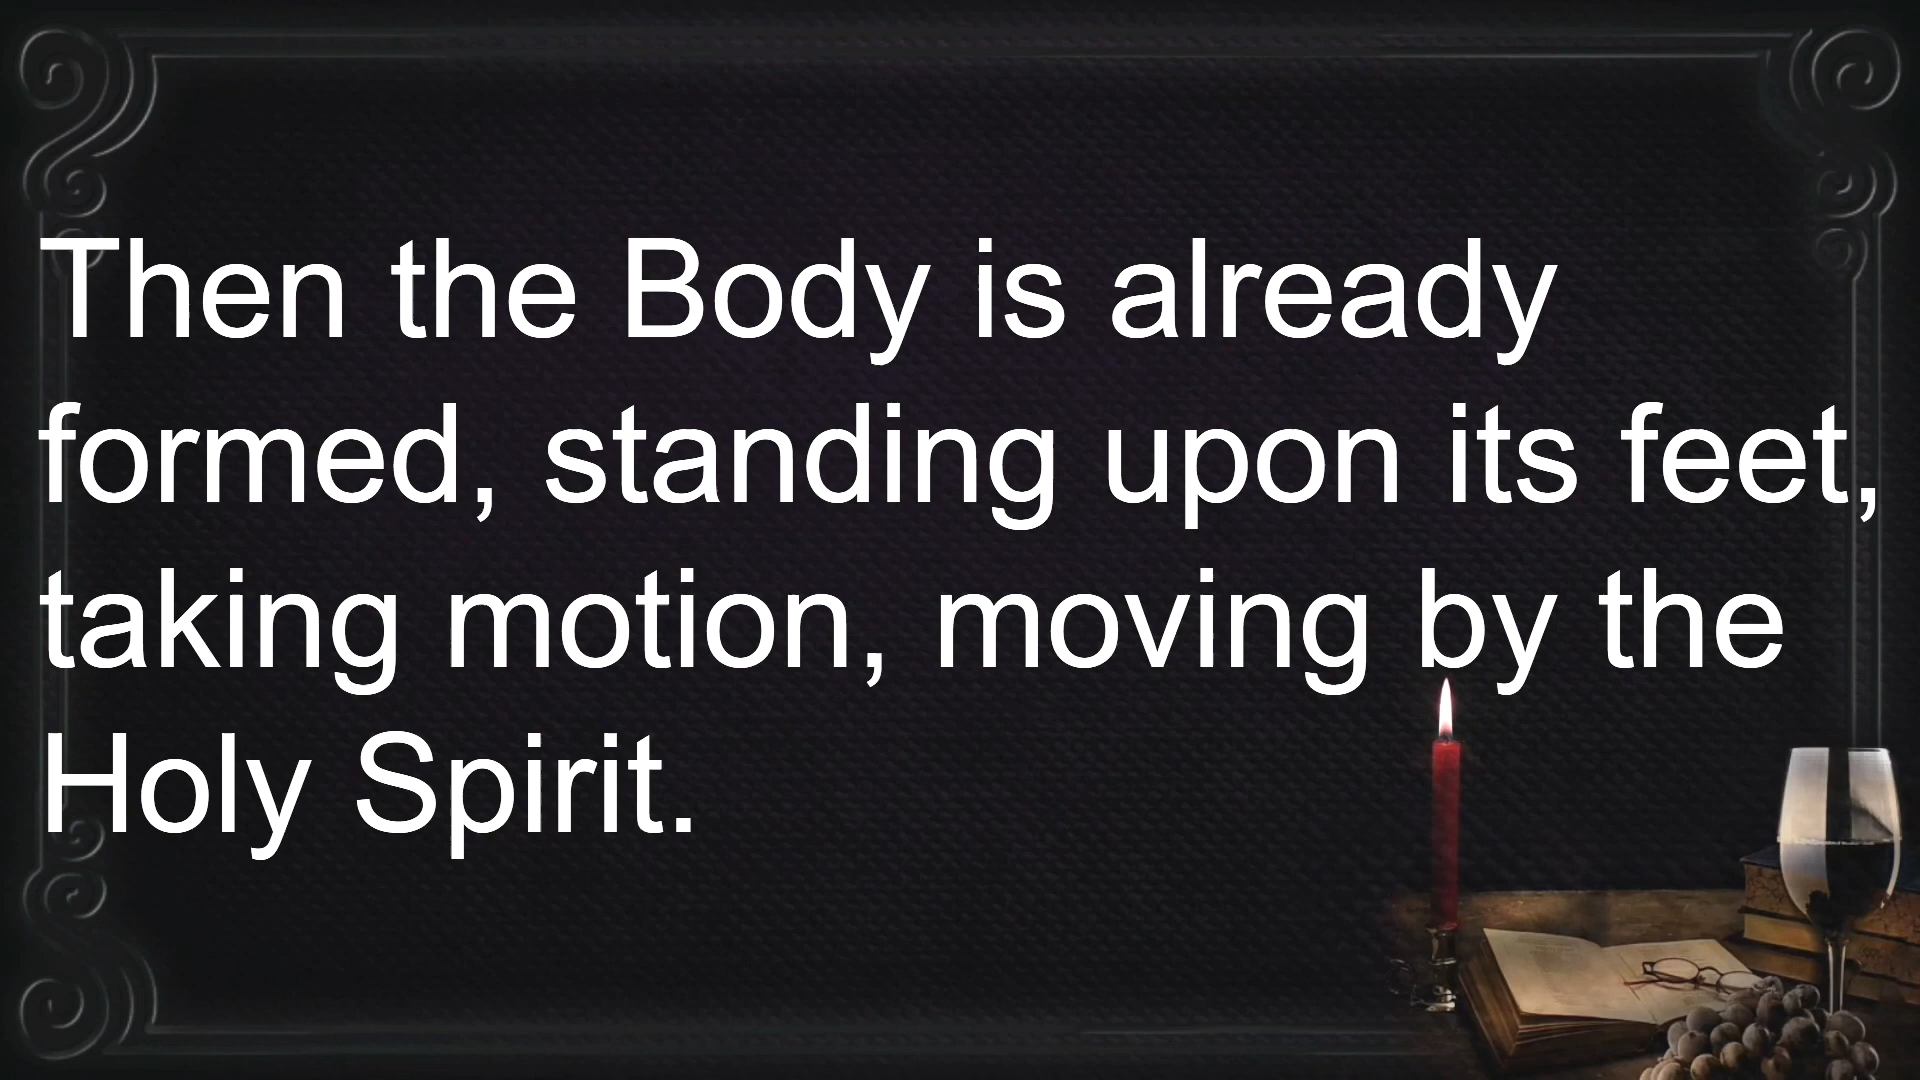 Then the Body is already
formed, standing upon its feet,
taking motion, moving by the
Holy Spirit.